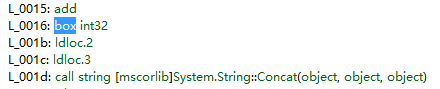 L_0015: add
L_0016: box int32
L_001b: ldloc.2
L_001c: ldloc.3
L_001d: call string [mscorlib]System.String::Concat(object, object, object)